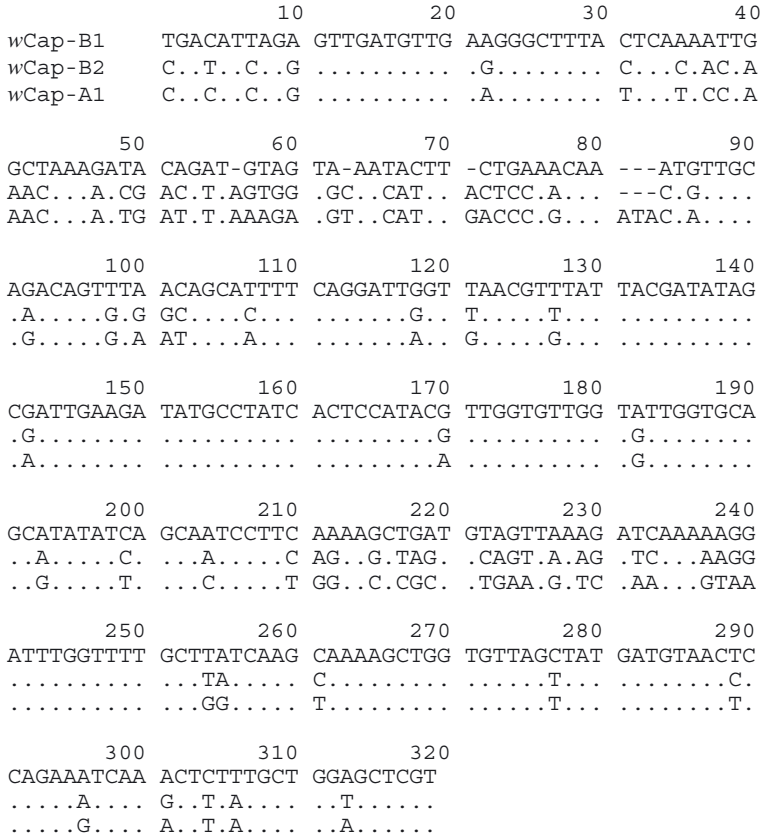 10 20 30 40
wCap-B1 TGACATTAGA GTTGATGTTG AAGGGCTTTA CTCAAAATTG
wCap-B2 C..T..C..G .......... .G........ C...C.AC.A
wCap-A1 C..C..C..G .......... .A........ T...T.CC.A
50 60 70 80 90
GCTAAAGATA CAGAT-GTAG TA-AATACTT -CTGAAACAA ---ATGTTGC
AAC...A.CG AC.T.AGTGG .GC..CAT.. ACTCC.A... ---C.G....
AAC...A.TG AT.T.AAAGA .GT..CAT.. GACCC.G... ATAC.A....
100 110 120 130 140
AGACAGTTTA ACAGCATTTT CAGGATTGGT TAACGTTTAT TACGATATAG
.A.....G.G GC....C... .......G.. T....T.... ..........
.G.....G.A AT....A... .......A.. G....G.... ..........
150 160 170 180 190
CGATTGAAGA TATGCCTATC ACTCCATACG TTGGTGTTGG TATTGGTGCA
.G........ .......... .........G .......... .G........
.A........ .......... .........A .......... .G........
200 210 220 230 240
GCATATATCA GCAATCCTTC AAAAGCTGAT GTAGTTAAAG ATCAAAAAGG
..A.....C. ...A.....C AG..G.TAG. .CAGT.A.AG .TC...AAGG
..G.....T. ...C.....T GG..C.CGC. .TGAA.G.TC .AA...GTAA
250 260 270 280 290
ATTTGGTTTT GCTTATCAAG CAAAAGCTGG TGTTAGCTAT GATGTAACTC
.......... ...TA..... C......... ......T... ........C.
.......... ...GG..... T......... ......T... ........T.
300 310 320
CAGAAATCAA ACTCTTTGCT GGAGCTCGT
.....A.... G..T.A.... ..T......
.....G.... A..T.A.... ..A......